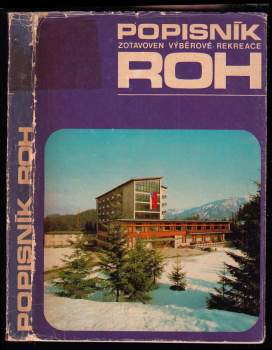 POPISNÍK
ZOTAVOVEN VÝBĚROVÉ REKREACE
ROH
POPISNÍK ROH